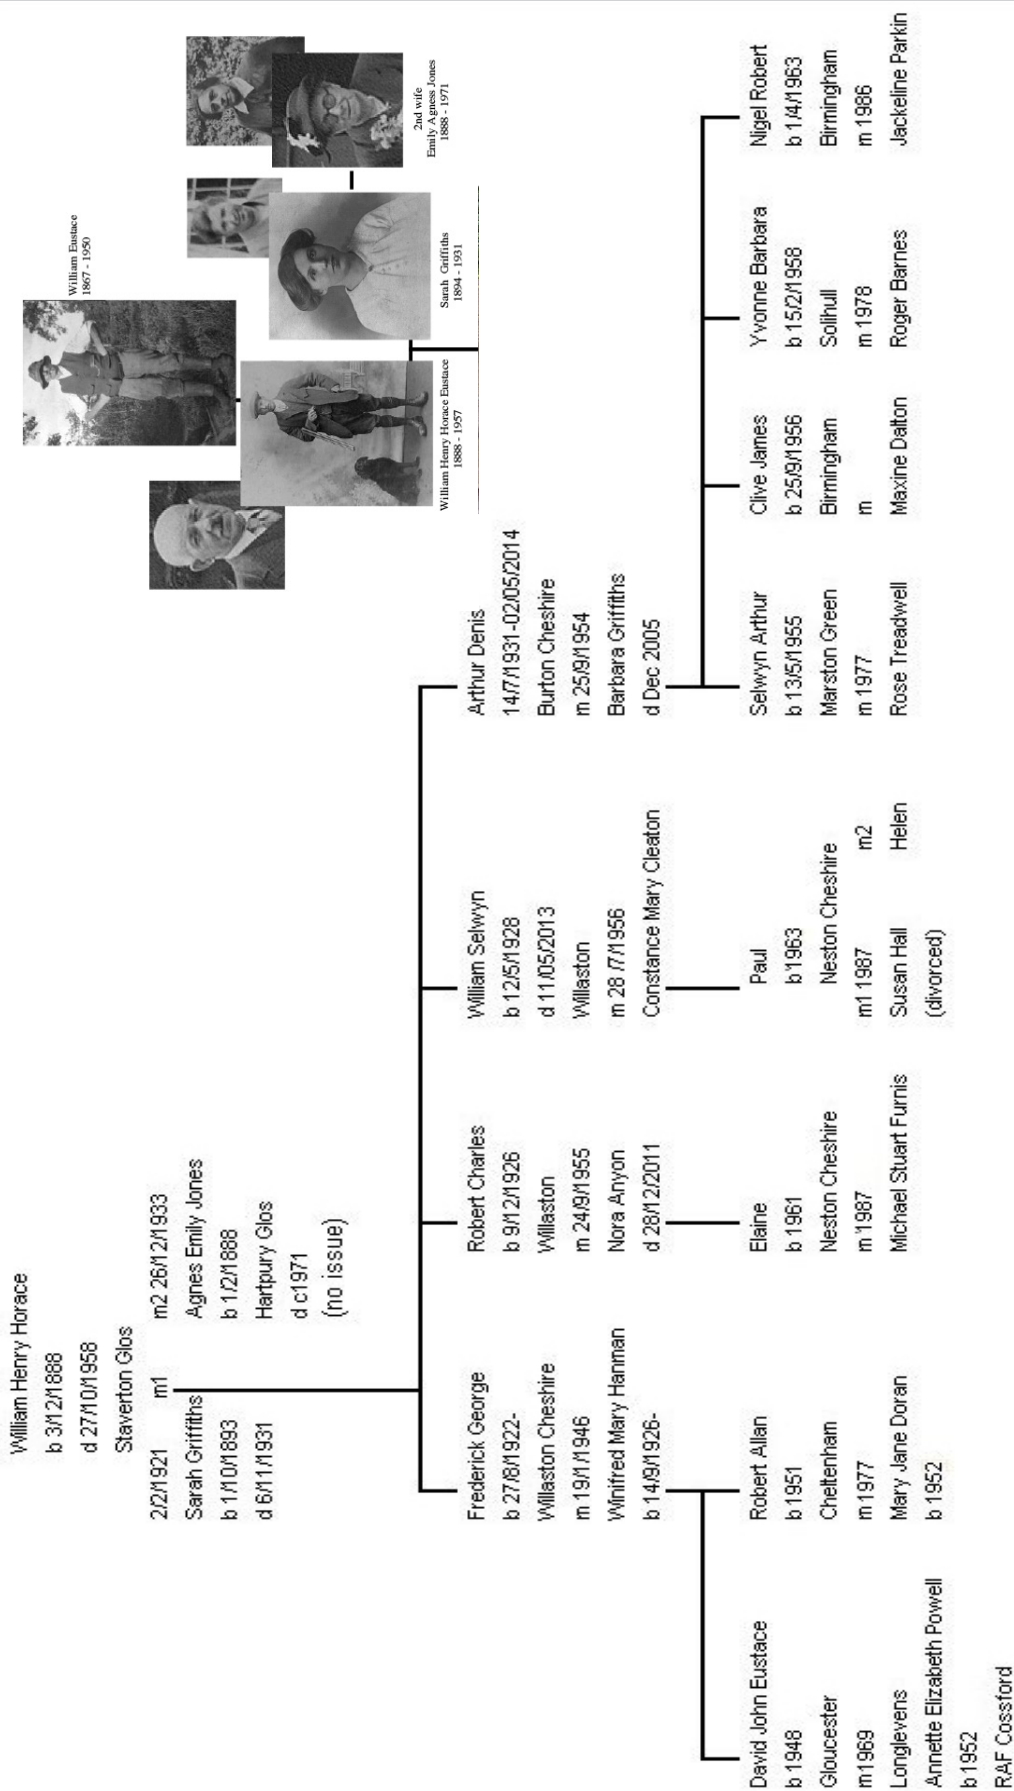 William Henry Horace
b 3/12/1888
d 27/10/1958
Staverton Glos
2/2/1921 m1
Sarah Griffiths
b 1/10/1893
d 6/11/1931
m2 26/12/1933
Agnes Emily Jones
b 1/2/1888
Hartpury Glos
d c1971
(no issue)
William Eustace
1867 - 1950
William Henry Horace Eustace
1888 - 1957
Sarah Griffiths
1894 - 1931
2nd wife
Emily Agness Jones
1888 - 1971
Frederick George
b 27/8/1922-
Willaston Cheshire
m 19/1/1946
Winifred Mary Hanman
b 14/9/1926-
Robert Charles
b 9/12/1926
Willaston
m 24/9/1955
Nora Anyon
d 28/12/2011
William Selwyn
b 12/5/1928
d 11/05/2013
Willaston
m 28 /7/1956
Constance Mary Cleaton
Arthur Denis
14/7/1931-02/05/2014
Burton Cheshire
m 25/9/1954
Barbara Griffiths
d Dec 2005
David John Eustace
b 1948
Gloucester
m1969
Longlevens
Annette Elizabeth Powell
b 1952
RAF Cossford
Robert Allan
b 1951
Cheltenham
m 1977
Mary Jane Doran
b 1952
Elaine
b 1961
Neston Cheshire
m 1987
Michael Stuart Furnis
Paul
b1963
Neston Cheshire
m1 1987 m2
Susan Hall Helen
(divorced)
Selwyn Arthur
b 13/5/1955
Marston Green
m 1977
Rose Treadwell
Clive James
b 25/9/1956
Birmingham
m
Maxine Dalton
Yvonne Barbara
b 15/2/1958
Solihull
m 1978
Roger Barnes
Nigel Robert
b 1/4/1963
Birmingham
m 1986
Jackeline Parkin